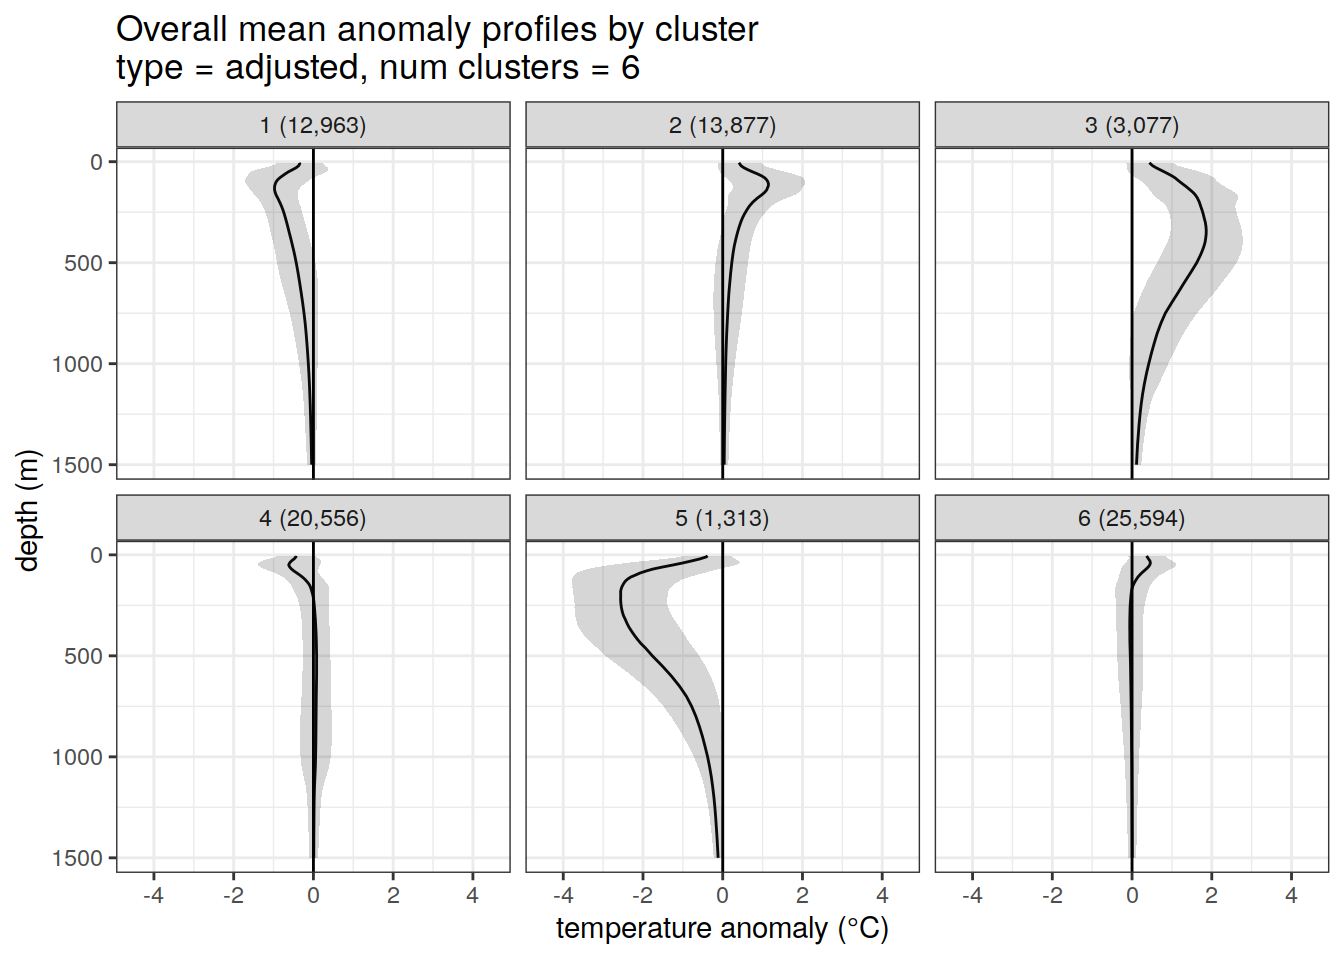 Overall mean anomaly profiles by cluster
type = adjusted, num clusters = 6
1 (12,963)
2 (13,877)
3 (3,077)
0
500
1000
1500
4 (20,556)
5 (1,313)
6 (25,594)
0
500
1000
1500
-4 -2 0 2 4
-4 -2 0 2 4
-4 -2 0 2 4
depth (m)
temperature anomaly (°C)